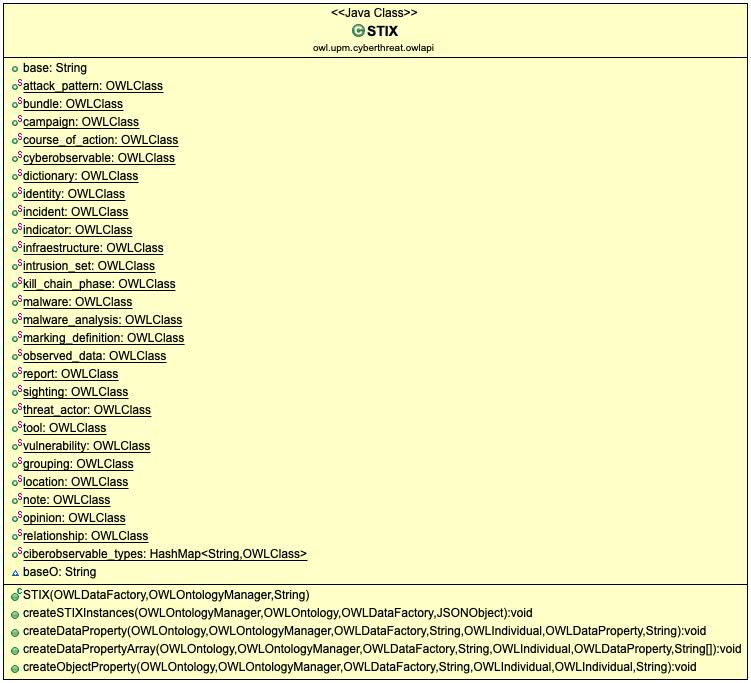 <<Java Class>>
STIX
owl.upm.cyberthreat.owlapi
base: String
attack_pattern: OWLClass
bundle: OWLClass
campaign: OWLClass
course_of_action: OWLClass
cyberobservable: OWLClass
dictionary: OWLClass
identity: OWLClass
incident: OWLClass
indicator: OWLClass
infraestructure: OWLClass
intrusion_set: OWLClass
kill_chain_phase: OWLClass
malware: OWLClass
malware_analysis: OWLClass
marking_definition: OWLClass
observed_data: OWLClass
report: OWLClass
sighting: OWLClass
threat_actor: OWLClass
tool: OWLClass
vulnerability: OWLClass
grouping: OWLClass
location: OWLClass
note: OWLClass
opinion: OWLClass
relationship: OWLClass
ciberobservable_types: HashMap<String,OWLClass>
baseO: String
STIX(OWLDataFactory,OWLOntologyManager,String)
createSTIXInstances(OWLOntologyManager,OWLOntology,OWLDataFactory,JSONObject):void
createDataProperty(OWLOntology,OWLOntologyManager,OWLDataFactory,String,OWLIndividual,OWLDataProperty,String):void
createDataPropertyArray(OWLOntology,OWLOntologyManager,OWLDataFactory,String,OWLIndividual,OWLDataProperty,String[]):void
createObjectProperty(OWLOntology,OWLOntologyManager,OWLDataFactory,String,OWLIndividual,OWLIndividual,String):void